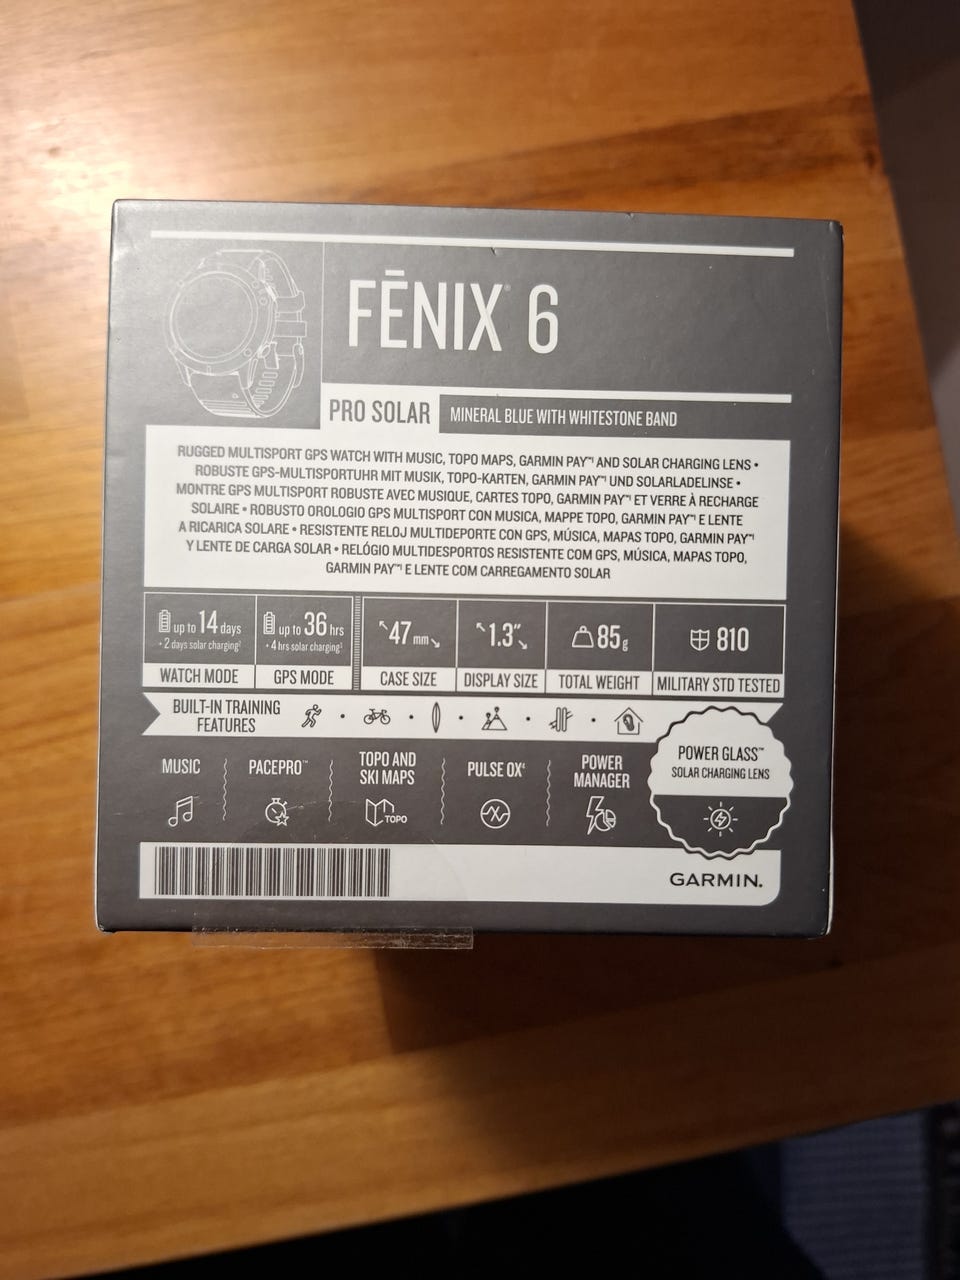 FĒNIX® 6
PRO SOLAR
MINERAL BLUE WITH WHITESTONE BAND
RUGGED MULTISPORT GPS WATCH WITH MUSIC, TOPO MAPS, GARMIN PAY™¹ AND SOLAR CHARGING LENS •
ROBUSTE GPS-MULTISPORTUHR MIT MUSIK, TOPO-KARTEN, GARMIN PAY™¹ UND SOLARLADELINSE •
MONTRE GPS MULTISPORT ROBUSTE AVEC MUSIQUE, CARTES TOPO, GARMIN PAY™¹ ET VERRE À RECHARGE
SOLAIRE • ROBUSTO OROLOGIO GPS MULTISPORT CON MUSICA, MAPPE TOPO, GARMIN PAY™¹ E LENTE
A RICARICA SOLARE • RESISTENTE RELOJ MULTIDEPORTE CON GPS, MÚSICA, MAPAS TOPO, GARMIN PAY™¹
Y LENTE DE CARGA SOLAR • RELÓGIO MULTIDESPORTOS RESISTENTE COM GPS, MÚSICA, MAPAS TOPO,
GARMIN PAY™¹ E LENTE COM CARREGAMENTO SOLAR
up to 14 days
+ 2 days solar charging²
WATCH MODE
up to 36 hrs
+ 4 hrs solar charging³
GPS MODE
47 mm
CASE SIZE
1.3"
DISPLAY SIZE
85 g
TOTAL WEIGHT
810
MILITARY STD TESTED
BUILT-IN TRAINING
FEATURES
MUSIC
PACEPRO™
TOPO AND
SKI MAPS
TOPO
PULSE OX⁴
POWER
MANAGER
POWER GLASS™
SOLAR CHARGING LENS
GARMIN.